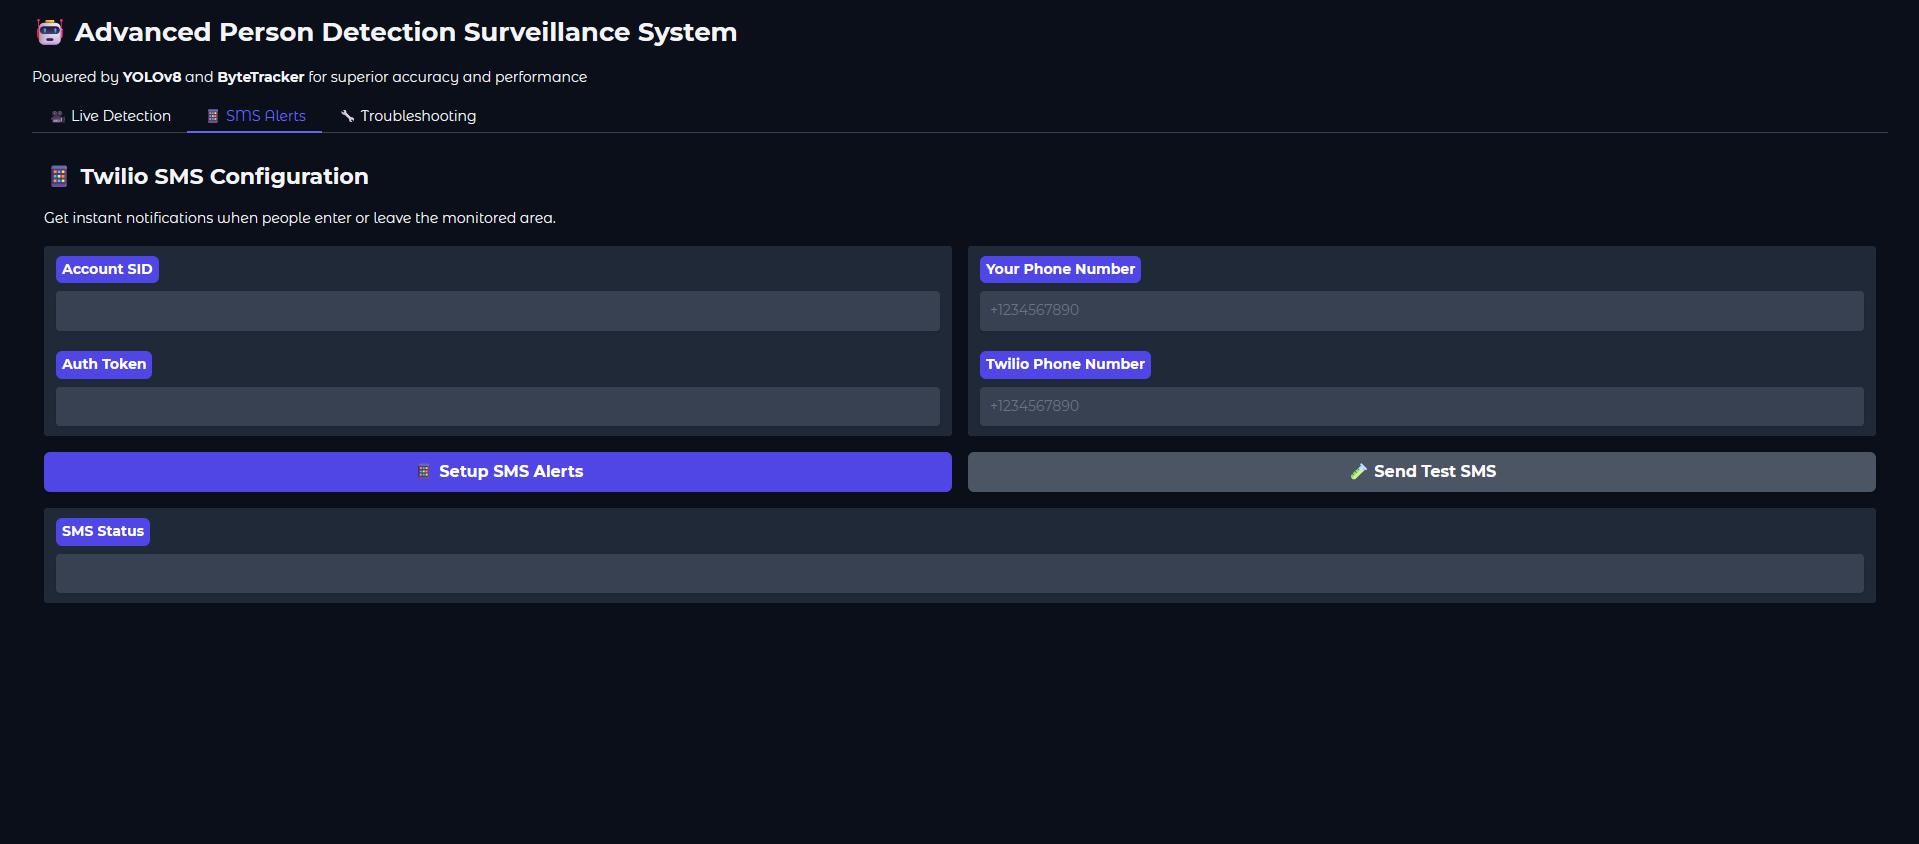 Advanced Person Detection Surveillance System
Powered by YOLOv8 and ByteTracker for superior accuracy and performance
Live Detection
SMS Alerts
Troubleshooting
Twilio SMS Configuration
Get instant notifications when people enter or leave the monitored area.
Account SID
Your Phone Number
+1234567890
Auth Token
Twilio Phone Number
+1234567890
Setup SMS Alerts
Send Test SMS
SMS Status